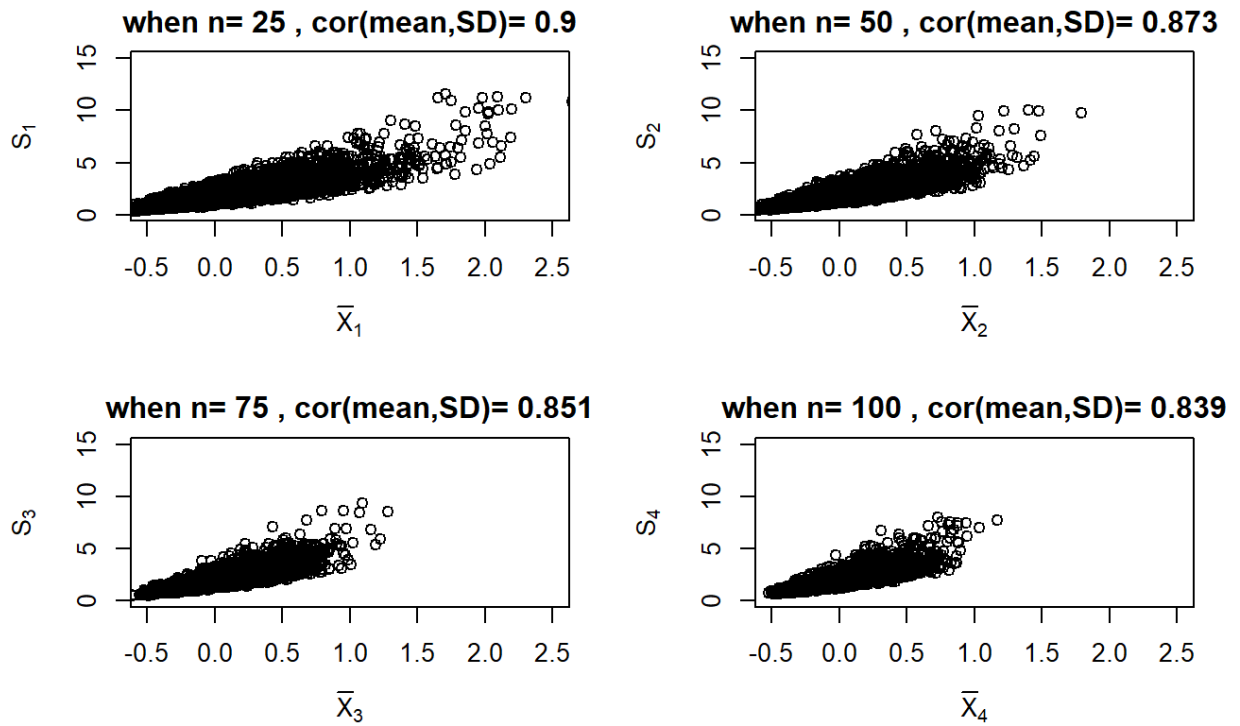 when n= 25 , cor(mean,SD)= 0.9
S₁
15
10
5
0
-0.5 0.0 0.5 1.0 1.5 2.0 2.5
X̅₁
when n= 50 , cor(mean,SD)= 0.873
S₂
15
10
5
0
-0.5 0.0 0.5 1.0 1.5 2.0 2.5
X̅₂
when n= 75 , cor(mean,SD)= 0.851
S₃
15
10
5
0
-0.5 0.0 0.5 1.0 1.5 2.0 2.5
X̅₃
when n= 100 , cor(mean,SD)= 0.839
S₄
15
10
5
0
-0.5 0.0 0.5 1.0 1.5 2.0 2.5
X̅₄